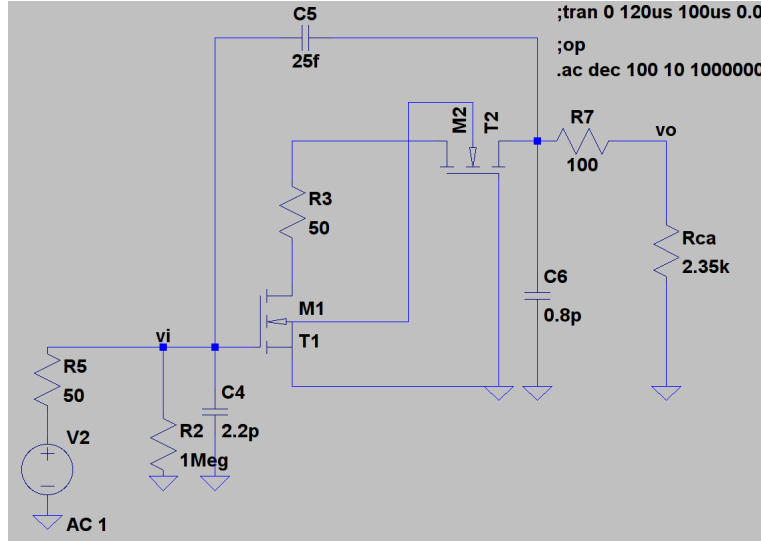 ;tran 0 120us 100us 0.0
;op
.ac dec 100 10 1000000
C5
25f
M2
T2
R7
100
vo
R3
50
Rca
2.35k
C6
0.8p
M1
T1
vi
R5
50
C4
2.2p
R2
1Meg
V2
AC 1